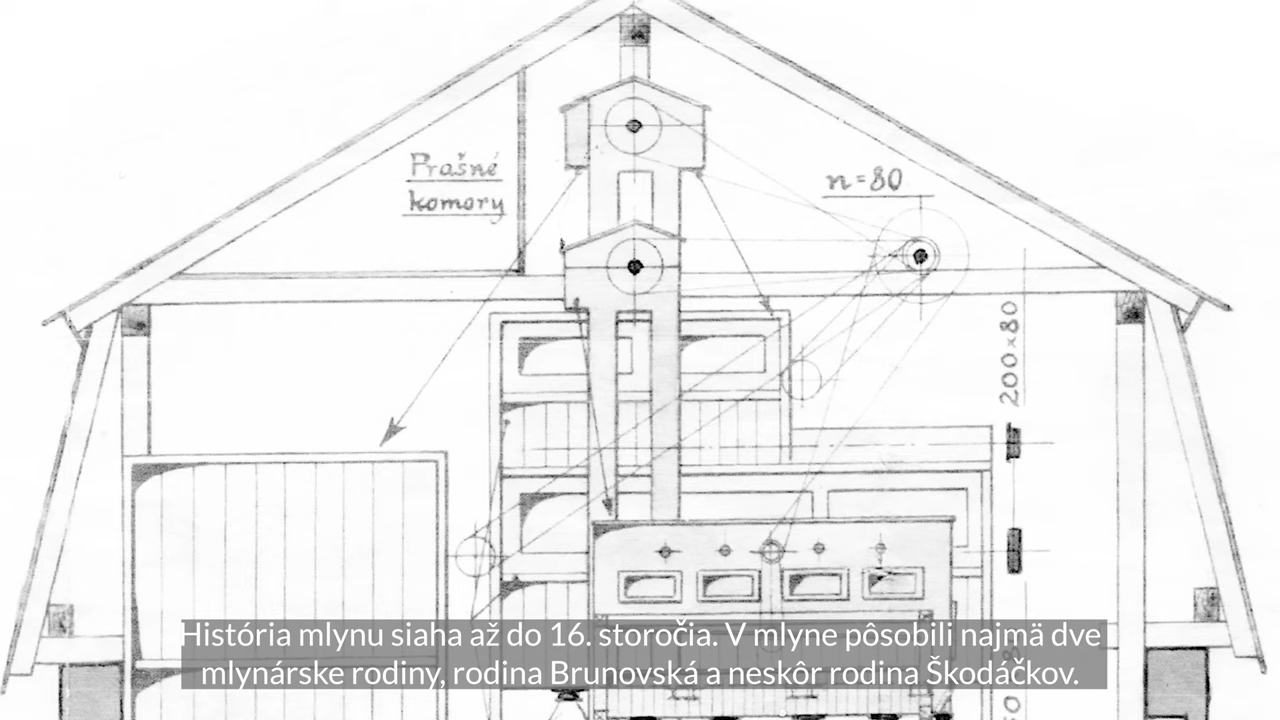 Prašné
komory
n=80
200×80
História mlynu siaha až do 16. storočia. V mlyne pôsobili najmä dve
mlynárske rodiny, rodina Brunovská a neskôr rodina Škodáčkov.